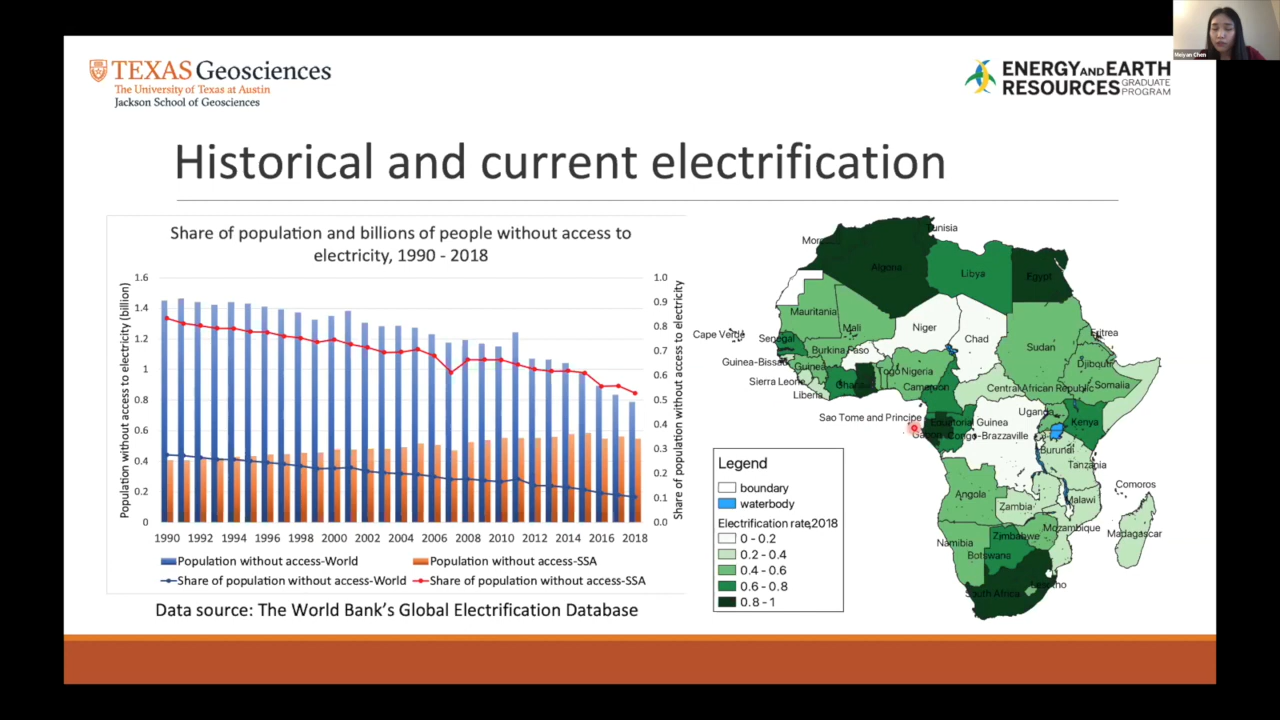 Meiyan Chen
TEXAS Geosciences
The University of Texas at Austin
Jackson School of Geosciences
ENERGY AND EARTH
RESOURCES GRADUATE
PROGRAM
Historical and current electrification
Share of population and billions of people without access to
electricity, 1990 - 2018
Population without access to electricity (billion)
1.6
1.4
1.2
1
0.8
0.6
0.4
0.2
0
1.0
0.9
0.8
0.7
0.6
0.5
0.4
0.3
0.2
0.1
0.0
Share of population without access to electricity
1990 1992 1994 1996 1998 2000 2002 2004 2006 2008 2010 2012 2014 2016 2018
Population without access-World
Population without access-SSA
Share of population without access-World
Share of population without access-SSA
Data source: The World Bank's Global Electrification Database
Tunisia
Algeria
Libya
Egypt
Mauritania
Mali
Niger
Chad
Sudan
Eritrea
Cape Verde
Senegal
Burkina Faso
Guinea-Bissau
Guinea
Djibouti
Sierra Leone
Ghana
Togo
Nigeria
Cameroon
Central African Republic
Somalia
Liberia
Sao Tome and Principe
Equatorial Guinea
Uganda
Kenya
Gabon
Congo-Brazzaville
Burundi
Tanzania
Comoros
Angola
Zambia
Malawi
Mozambique
Madagascar
Zimbabwe
Namibia
Botswana
Lesotho
South Africa
Legend
boundary
waterbody
Electrification rate,2018
0 - 0.2
0.2 - 0.4
0.4 - 0.6
0.6 - 0.8
0.8 - 1